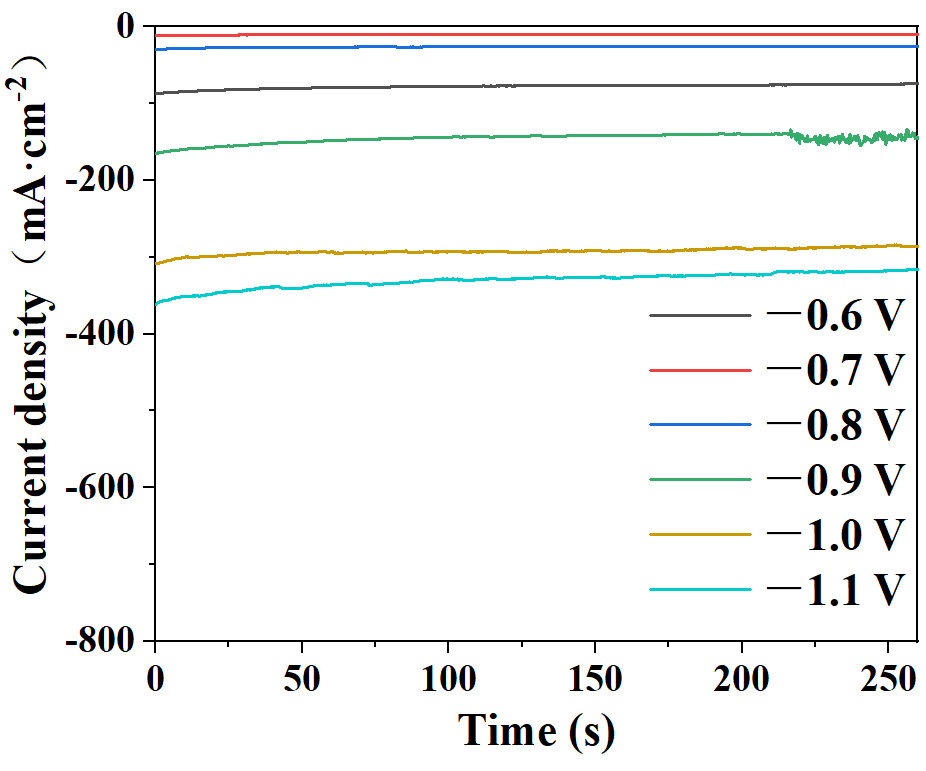 Current density（mA·cm-2）
0
-200
-400
-600
-800
—0.6 V
—0.7 V
—0.8 V
—0.9 V
—1.0 V
—1.1 V
0 50 100 150 200 250
Time (s)